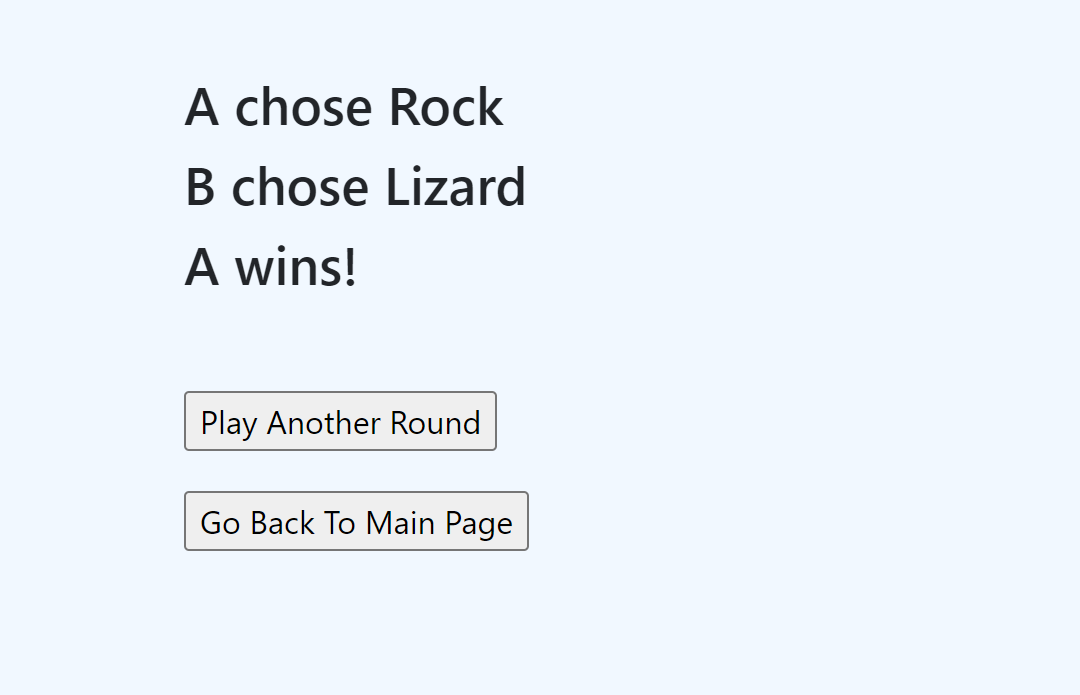 A chose Rock
B chose Lizard
A wins!
Play Another Round
Go Back To Main Page